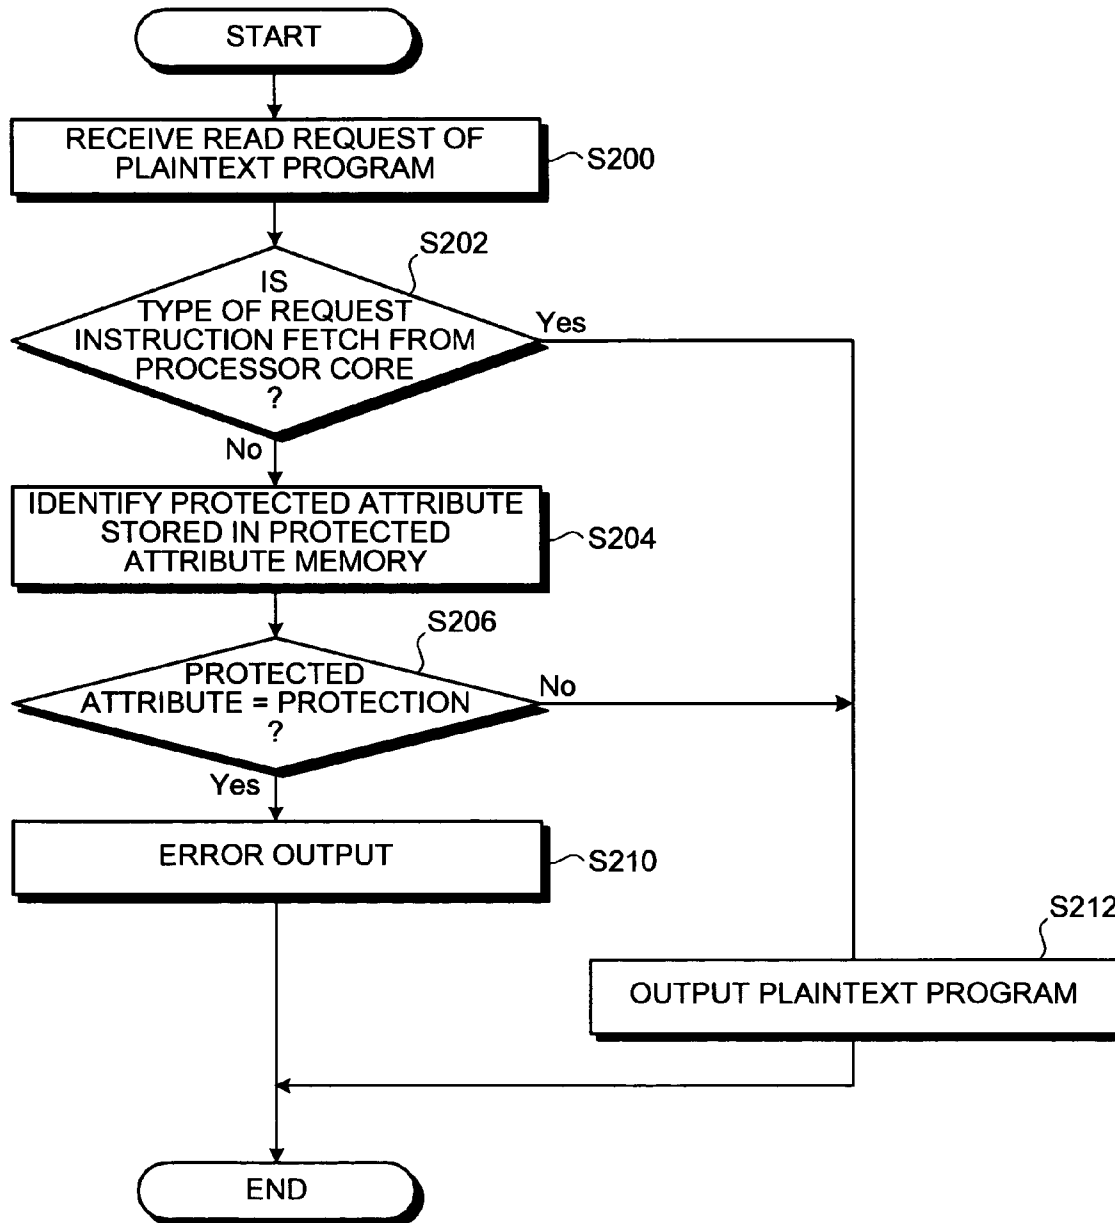 START
RECEIVE READ REQUEST OF
PLAINTEXT PROGRAM
S200
S202
IS
TYPE OF REQUEST
INSTRUCTION FETCH FROM
PROCESSOR CORE
?
Yes
No
IDENTIFY PROTECTED ATTRIBUTE
STORED IN PROTECTED
ATTRIBUTE MEMORY
S204
S206
PROTECTED
ATTRIBUTE = PROTECTION
?
No
Yes
ERROR OUTPUT
S210
S212
OUTPUT PLAINTEXT PROGRAM
END